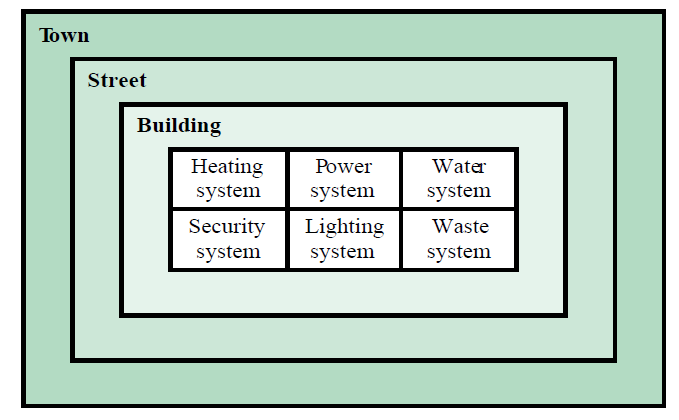 Town
Street
Building
Heating
system
Power
system
Water
system
Security
system
Lighting
system
Waste
system